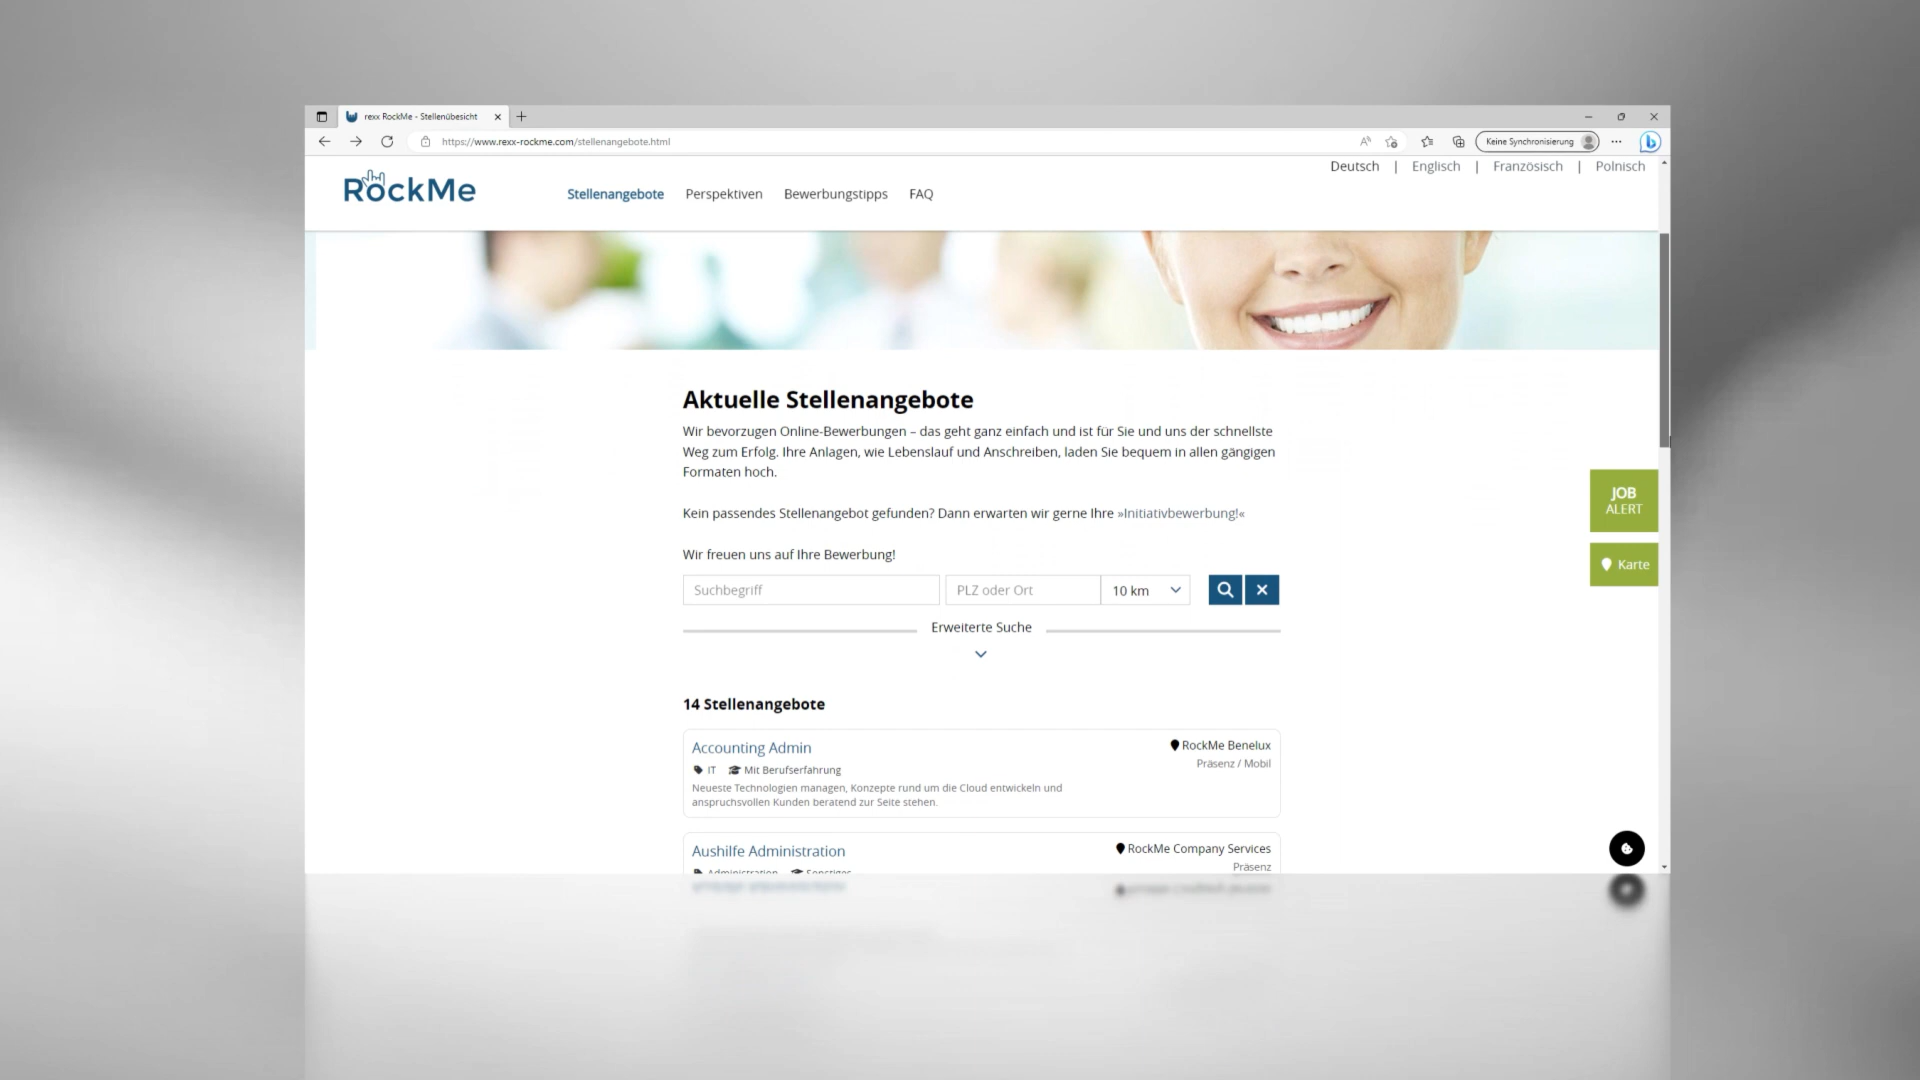 rexx RockMe - Stellenübesicht
https://www.rexx-rockme.com/stellenangebote.html
Keine Synchronisierung
Deutsch | Englisch | Französisch | Polnisch
RockMe
Stellenangebote Perspektiven Bewerbungstipps FAQ
Aktuelle Stellenangebote
Wir bevorzugen Online-Bewerbungen – das geht ganz einfach und ist für Sie und uns der schnellste
Weg zum Erfolg. Ihre Anlagen, wie Lebenslauf und Anschreiben, laden Sie bequem in allen gängigen
Formaten hoch.
Kein passendes Stellenangebot gefunden? Dann erwarten wir gerne Ihre »Initiativbewerbung!«
Wir freuen uns auf Ihre Bewerbung!
Suchbegriff PLZ oder Ort 10 km
Erweiterte Suche
JOB
ALERT
Karte
14 Stellenangebote
Accounting Admin
RockMe Benelux
IT Mit Berufserfahrung
Präsenz / Mobil
Neueste Technologien managen, Konzepte rund um die Cloud entwickeln und
anspruchsvollen Kunden beratend zur Seite stehen.
Aushilfe Administration
RockMe Company Services
Präsenz
Administration Sonstiges